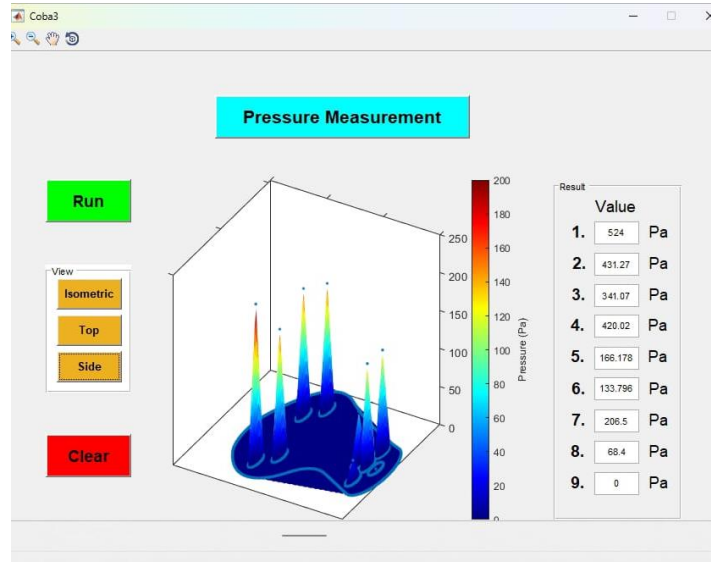 Coba3
Pressure Measurement
Run
View
Isometric
Top
Side
Clear
250
200
150
100
50
0
200
180
160
140
120
100
80
60
40
20
0
Pressure (Pa)
Result
Value
1. 524 Pa
2. 431.27 Pa
3. 341.07 Pa
4. 420.02 Pa
5. 166.178 Pa
6. 133.796 Pa
7. 206.5 Pa
8. 68.4 Pa
9. 0 Pa